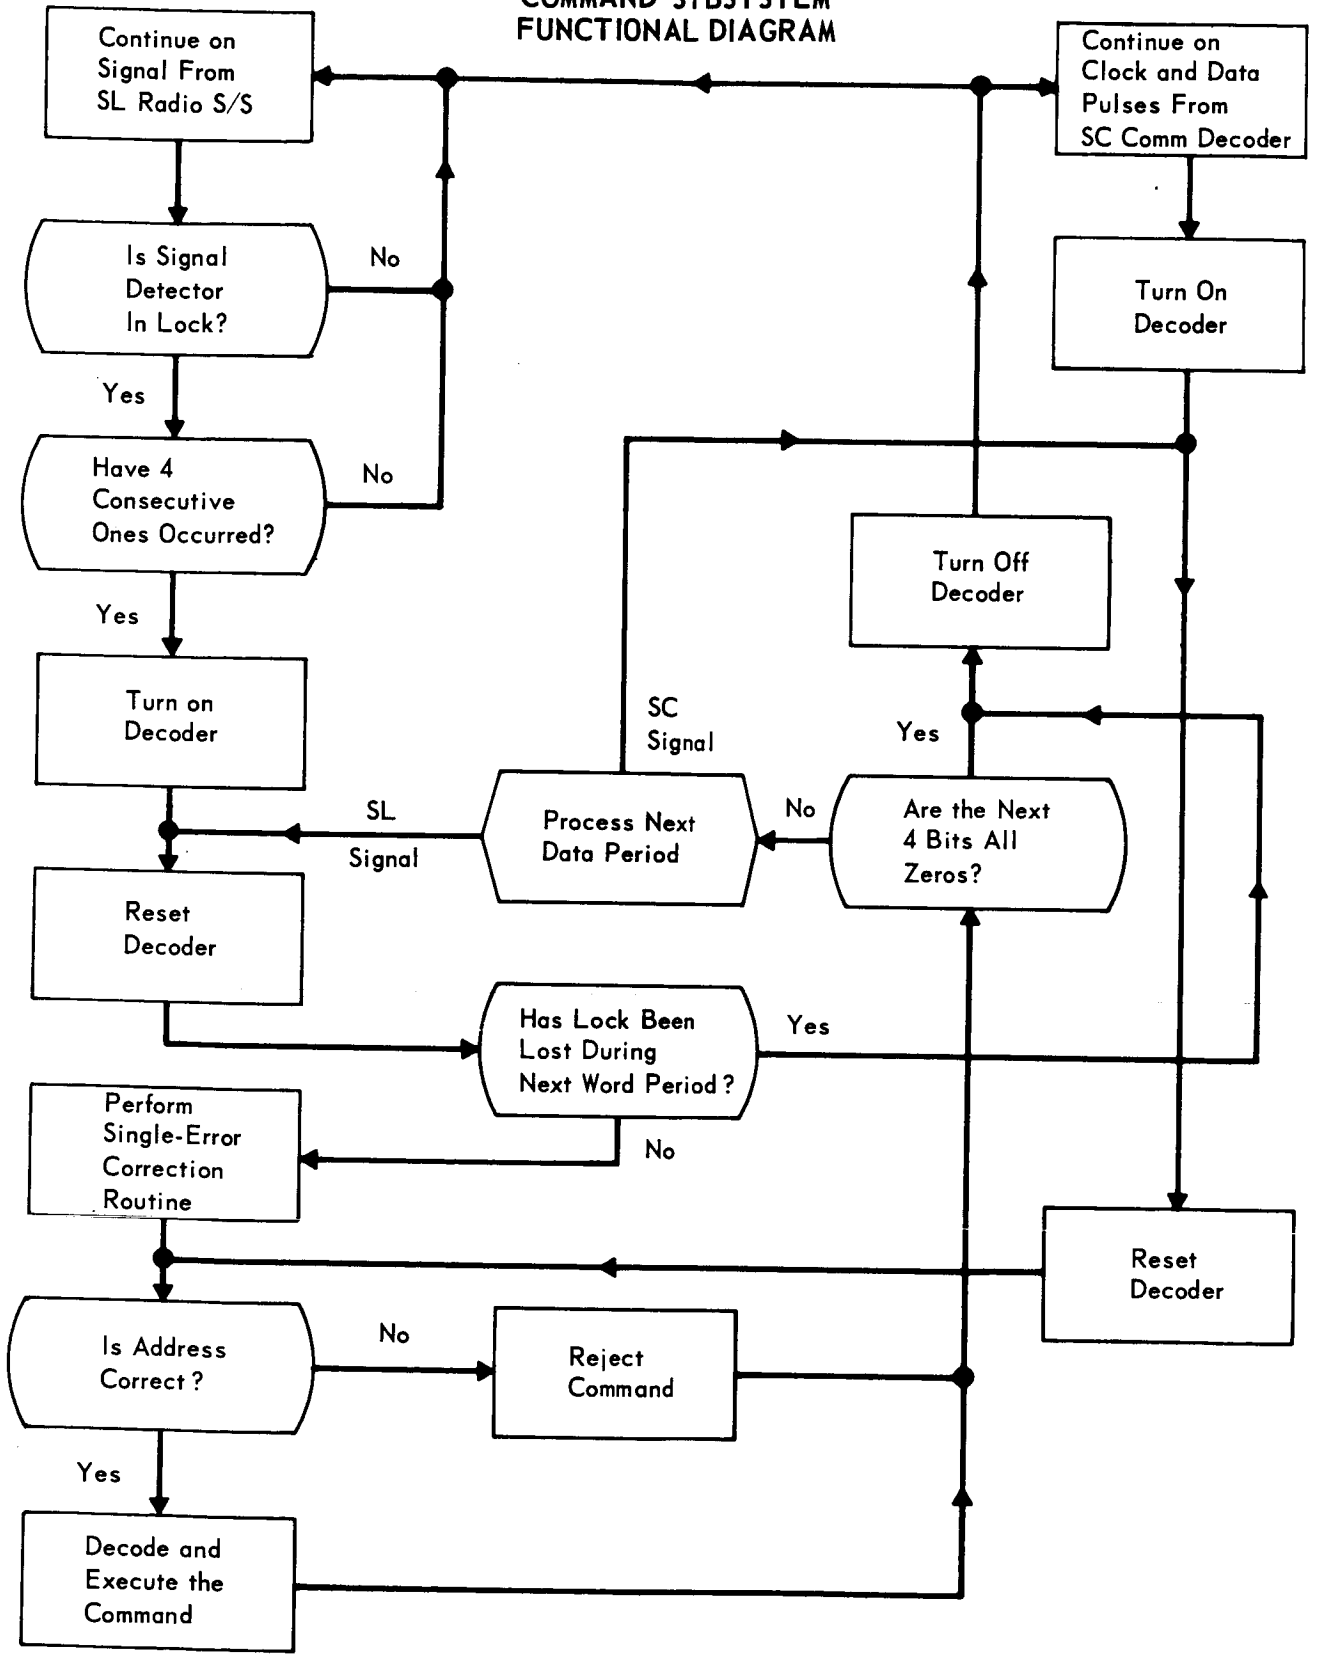 COMMAND SYBSYSTEM
FUNCTIONAL DIAGRAM
Continue on
Signal From
SL Radio S/S
Continue on
Clock and Data
Pulses From
SC Comm Decoder
Is Signal
Detector
In Lock?
No
Yes
Turn On
Decoder
Have 4
Consecutive
Ones Occurred?
No
Yes
Turn Off
Decoder
Turn on
Decoder
SC
Signal
Yes
SL
Signal
Process Next
Data Period
No
Are the Next
4 Bits All
Zeros?
Reset
Decoder
Has Lock Been
Lost During
Next Word Period?
Yes
No
Perform
Single-Error
Correction
Routine
Reset
Decoder
Is Address
Correct?
No
Reject
Command
Yes
Decode and
Execute the
Command